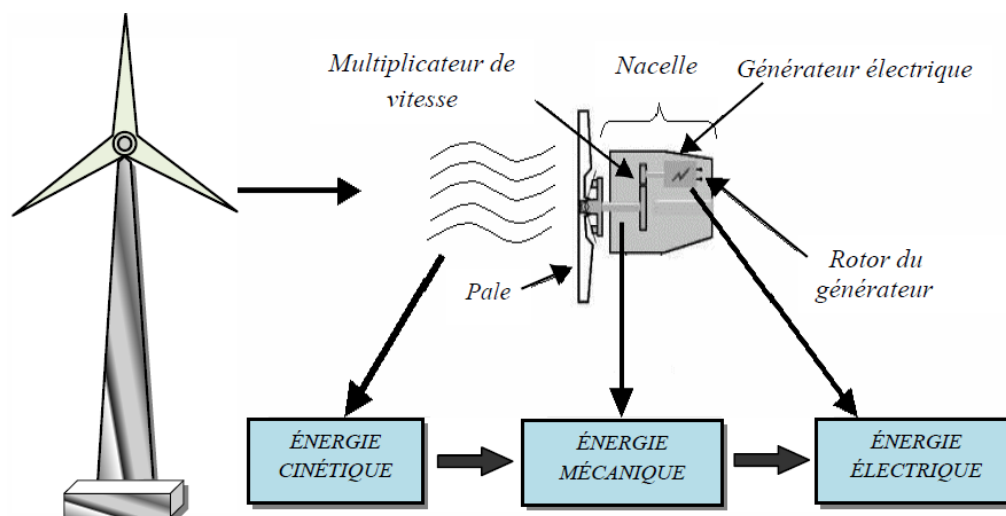 Multiplicateur de
vitesse
Nacelle
Générateur électrique
Pale
Rotor du
générateur
ÉNERGIE
CINÉTIQUE
ÉNERGIE
MÉCANIQUE
ÉNERGIE
ÉLECTRIQUE